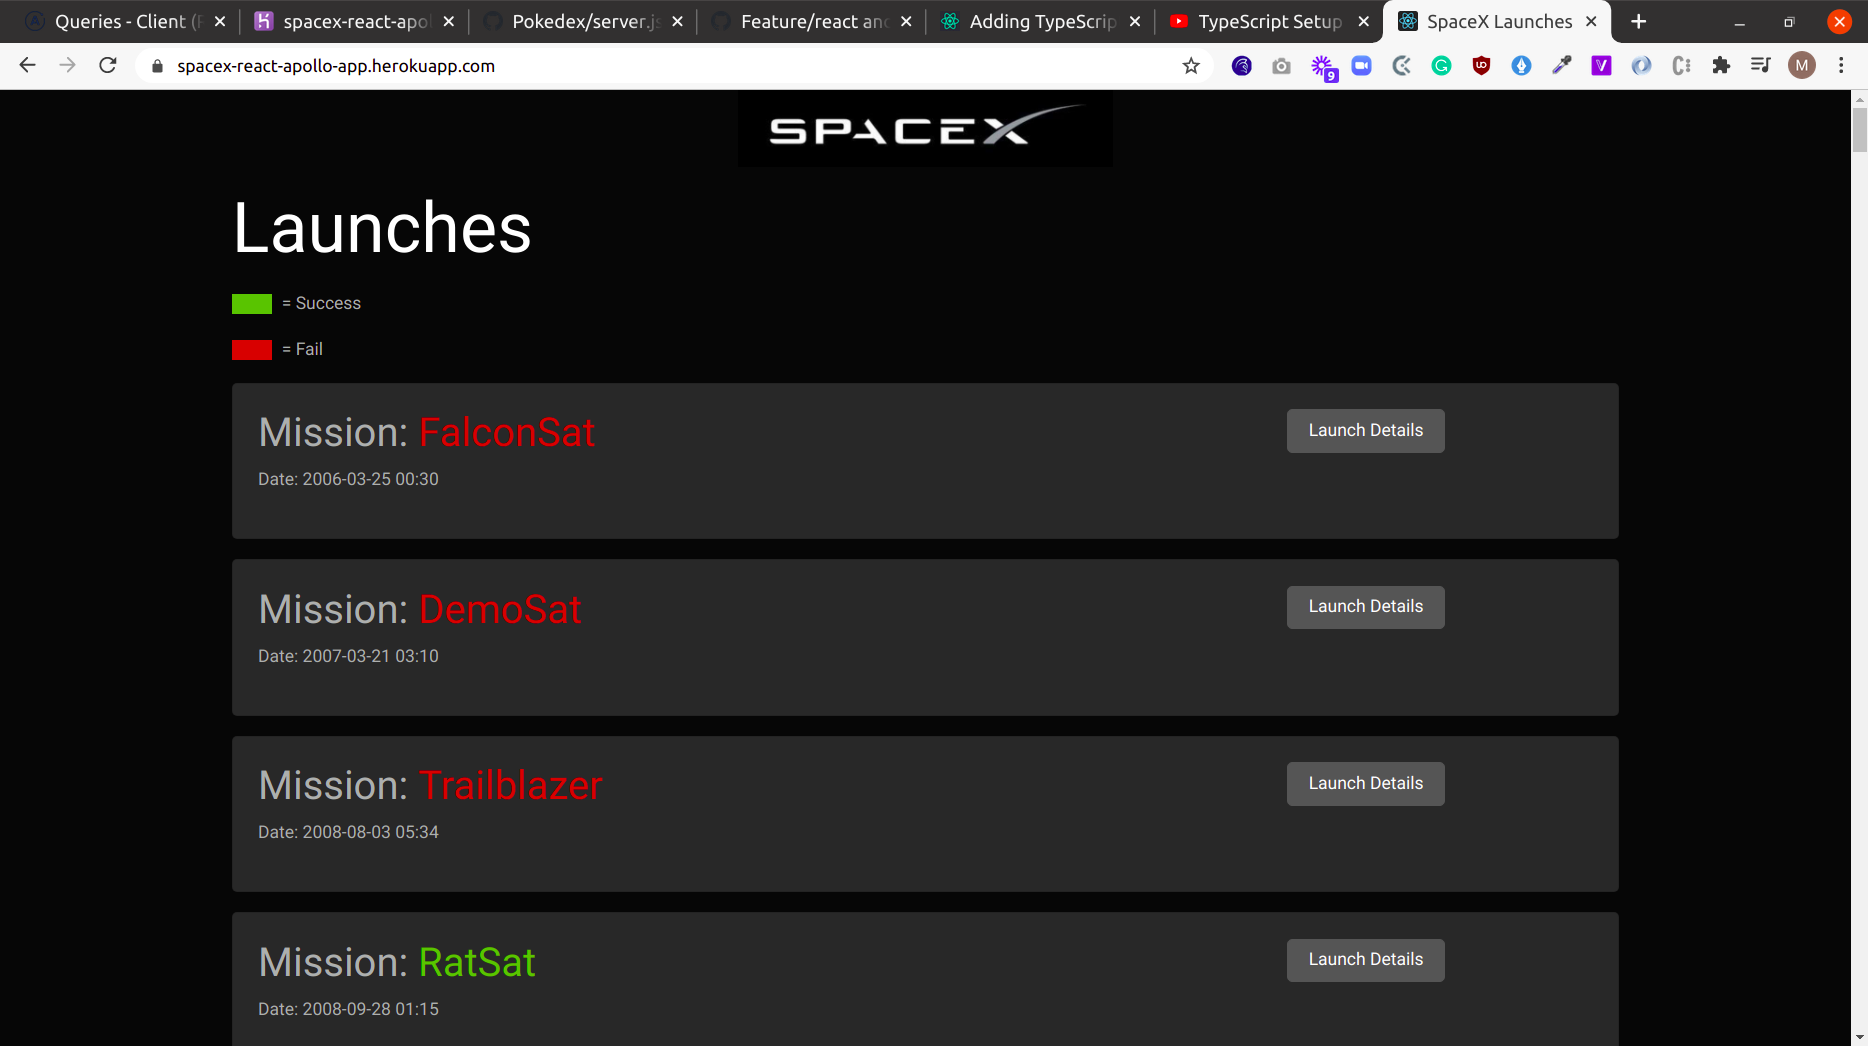 Queries - Client (
spacex-react-apol
Pokedex/server.js
Feature/react and
Adding TypeScrip
TypeScript Setup
SpaceX Launches
spacex-react-apollo-app.herokuapp.com
9
M
SPACEX
Launches
= Success
= Fail
Mission: FalconSat
Launch Details
Date: 2006-03-25 00:30
Mission: DemoSat
Launch Details
Date: 2007-03-21 03:10
Mission: Trailblazer
Launch Details
Date: 2008-08-03 05:34
Mission: RatSat
Launch Details
Date: 2008-09-28 01:15